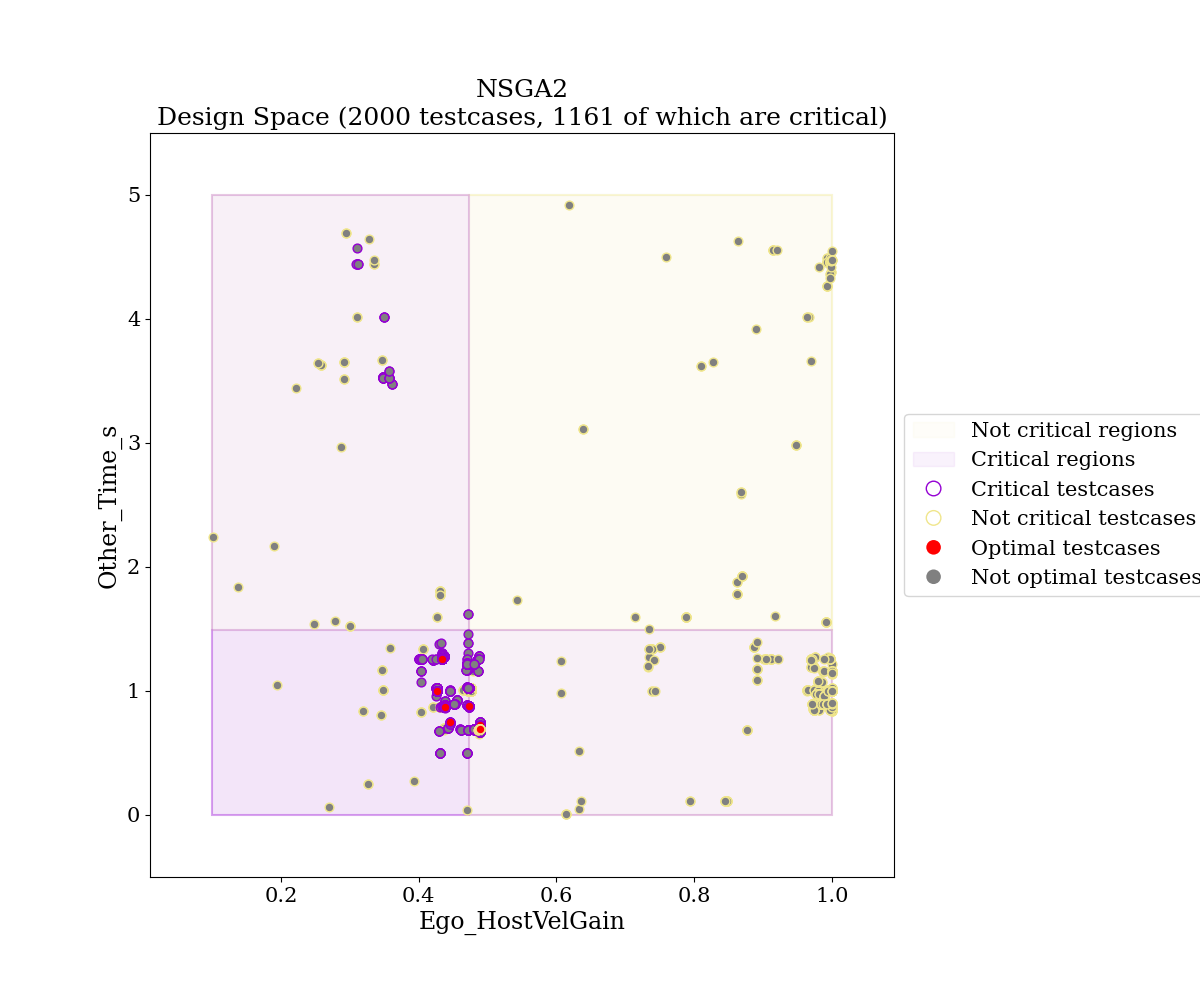 NSGA2
Design Space (2000 testcases, 1161 of which are critical)
Other_Time_s
5
4
3
2
1
0
0.2
0.4
0.6
0.8
1.0
Ego_HostVelGain
Not critical regions
Critical regions
Critical testcases
Not critical testcases
Optimal testcases
Not optimal testcases